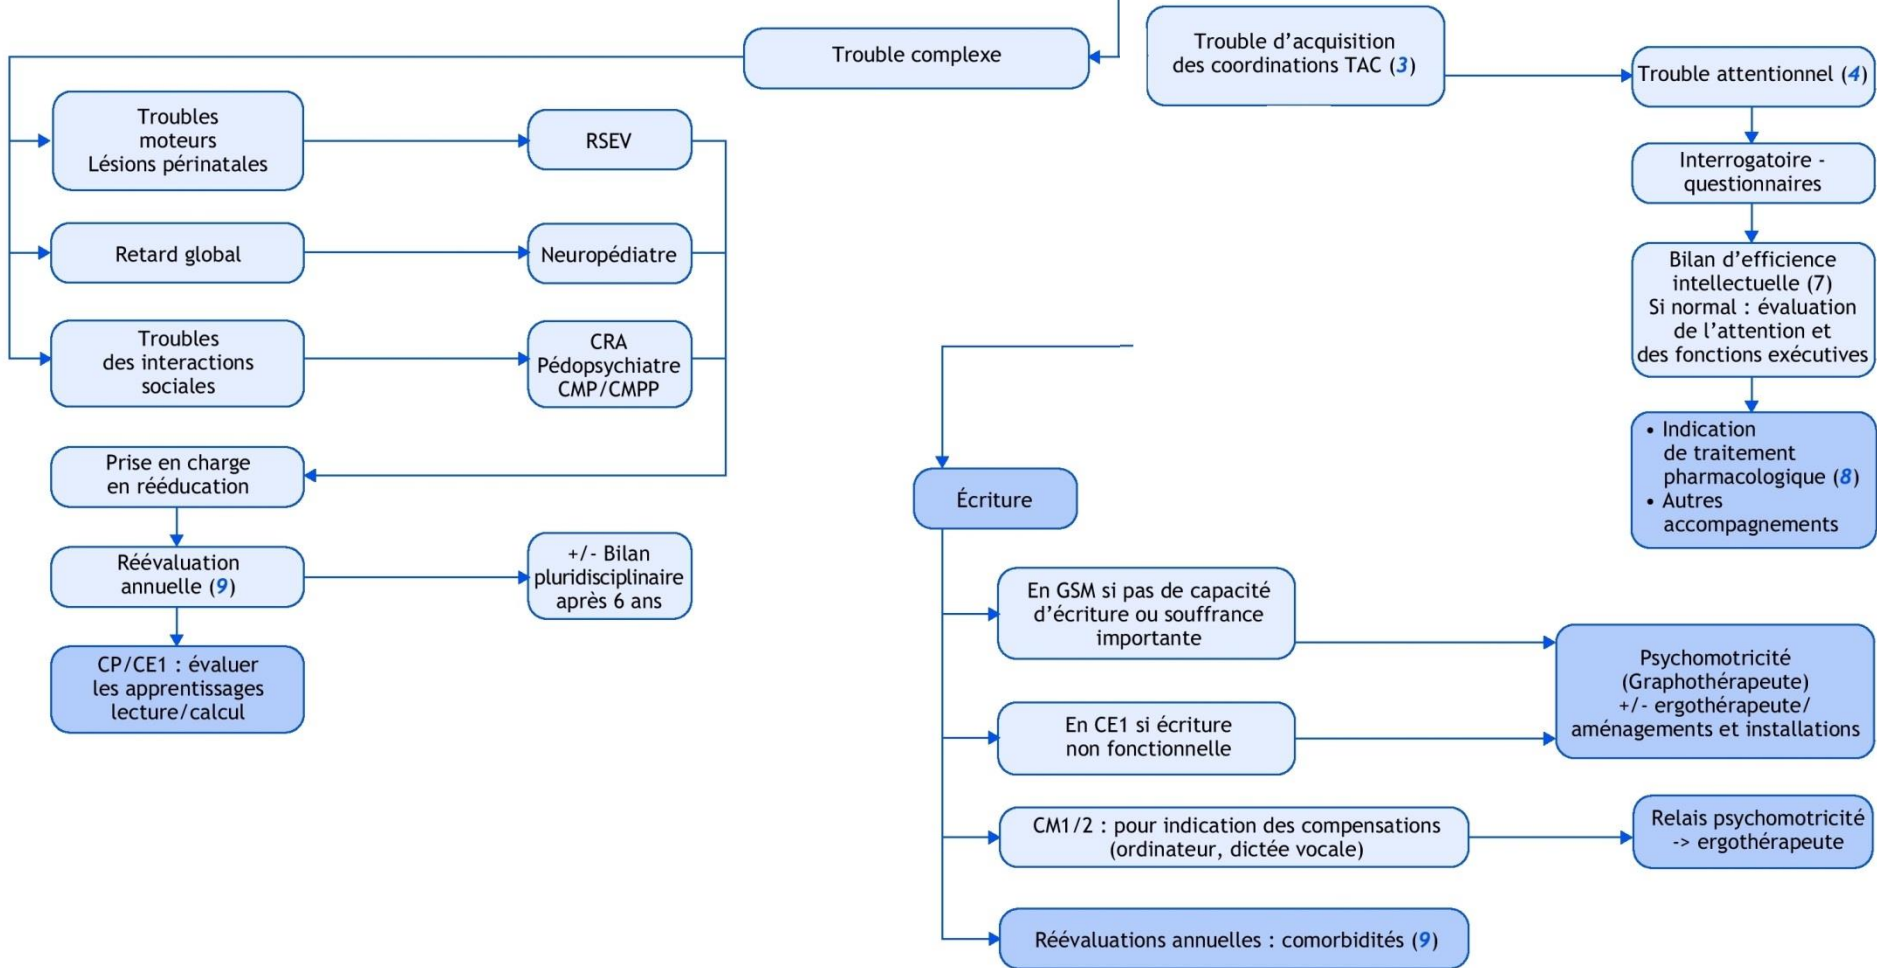 Trouble complexe
Troubles
moteurs
Lésions périnatales
RSEV
Retard global
Neuropédiatre
Troubles
des interactions
sociales
CRA
Pédopsychiatre
CMP/CMPP
Prise en charge
en rééducation
Réévaluation
annuelle (9)
+/- Bilan
pluridisciplinaire
après 6 ans
CP/CE1 : évaluer
les apprentissages
lecture/calcul
Trouble d’acquisition
des coordinations TAC (3)
Trouble attentionnel (4)
Interrogatoire -
questionnaires
Bilan d’efficience
intellectuelle (7)
Si normal : évaluation
de l’attention et
des fonctions exécutives
• Indication
de traitement
pharmacologique (8)
• Autres
accompagnements
Écriture
En GSM si pas de capacité
d’écriture ou souffrance
importante
En CE1 si écriture
non fonctionnelle
Psychomotricité
(Graphothérapeute)
+/- ergothérapeute/
aménagements et installations
CM1/2 : pour indication des compensations
(ordinateur, dictée vocale)
Relais psychomotricité
-> ergothérapeute
Réévaluations annuelles : comorbidités (9)